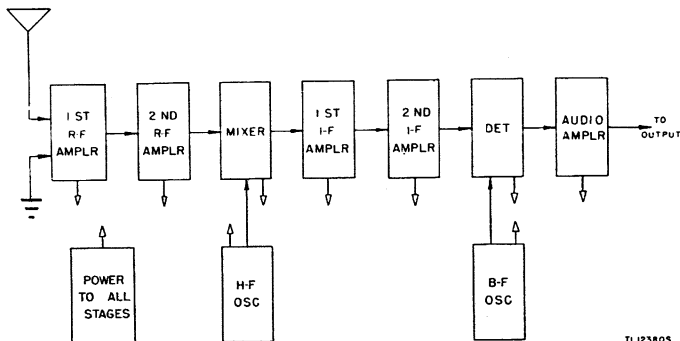 1 ST
R-F
AMPLR
2 ND
R-F
AMPLR
MIXER
1 ST
I-F
AMPLR
2 ND
I-F
AMPLR
DET
AUDIO
AMPLR
TO
OUTPUT
POWER
TO ALL
STAGES
H-F
OSC
B-F
OSC
TL12380S